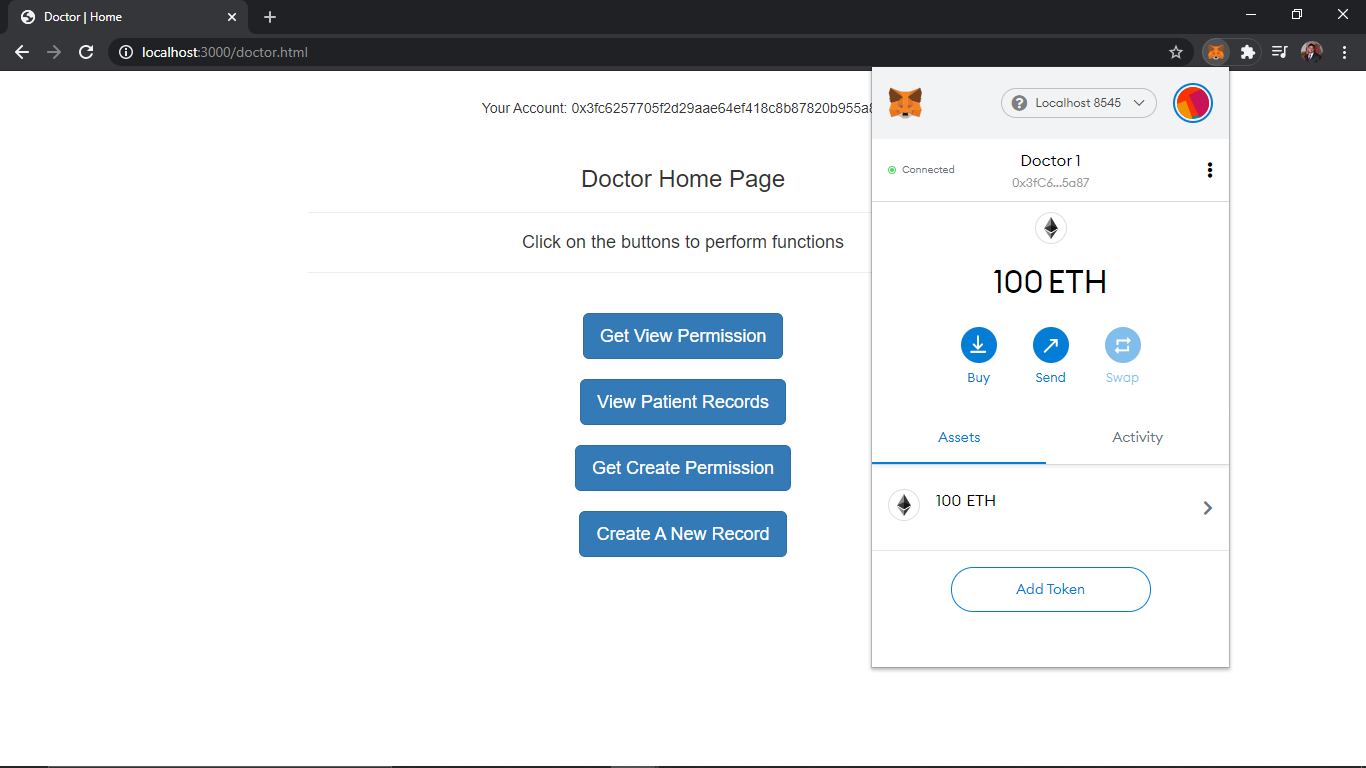 Doctor | Home
localhost:3000/doctor.html
Your Account: 0x3fc6257705f2d29aae64ef418c8b87820b955a8
Doctor Home Page
Click on the buttons to perform functions
Get View Permission
View Patient Records
Get Create Permission
Create A New Record
Localhost 8545
Connected
Doctor 1
0x3fC6...5a87
100 ETH
Buy
Send
Swap
Assets
Activity
100 ETH
Add Token